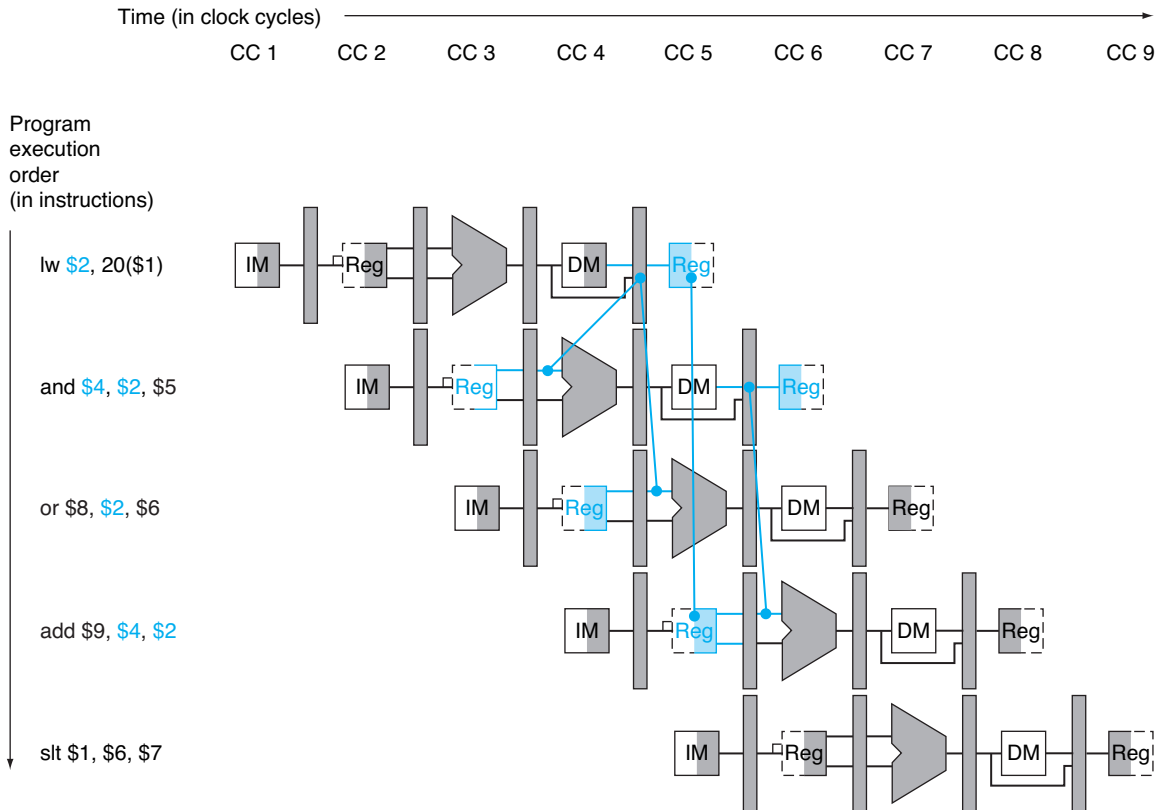 Time (in clock cycles)
CC 1 CC 2 CC 3 CC 4 CC 5 CC 6 CC 7 CC 8 CC 9
Program
execution
order
(in instructions)
lw $2, 20($1) IM Reg DM Reg
and $4, $2, $5 IM Reg DM Reg
or $8, $2, $6 IM Reg DM Reg
add $9, $4, $2 IM Reg DM Reg
slt $1, $6, $7 IM Reg DM Reg